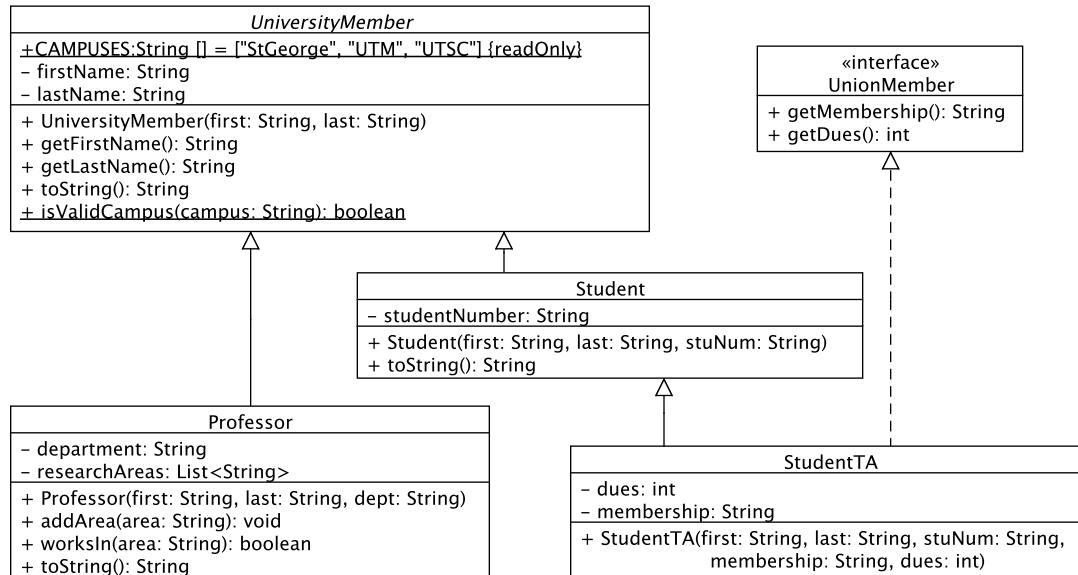 UniversityMember
+CAMPUSES:String [] = ["StGeorge", "UTM", "UTSC"] {readOnly}
– firstName: String
– lastName: String
+ UniversityMember(first: String, last: String)
+ getFirstName(): String
+ getLastName(): String
+ toString(): String
+ isValidCampus(campus: String): boolean
«interface»
UnionMember
+ getMembership(): String
+ getDues(): int
Student
– studentNumber: String
+ Student(first: String, last: String, stuNum: String)
+ toString(): String
Professor
– department: String
– researchAreas: List<String>
+ Professor(first: String, last: String, dept: String)
+ addArea(area: String): void
+ worksIn(area: String): boolean
+ toString(): String
StudentTA
– dues: int
– membership: String
+ StudentTA(first: String, last: String, stuNum: String,
membership: String, dues: int)